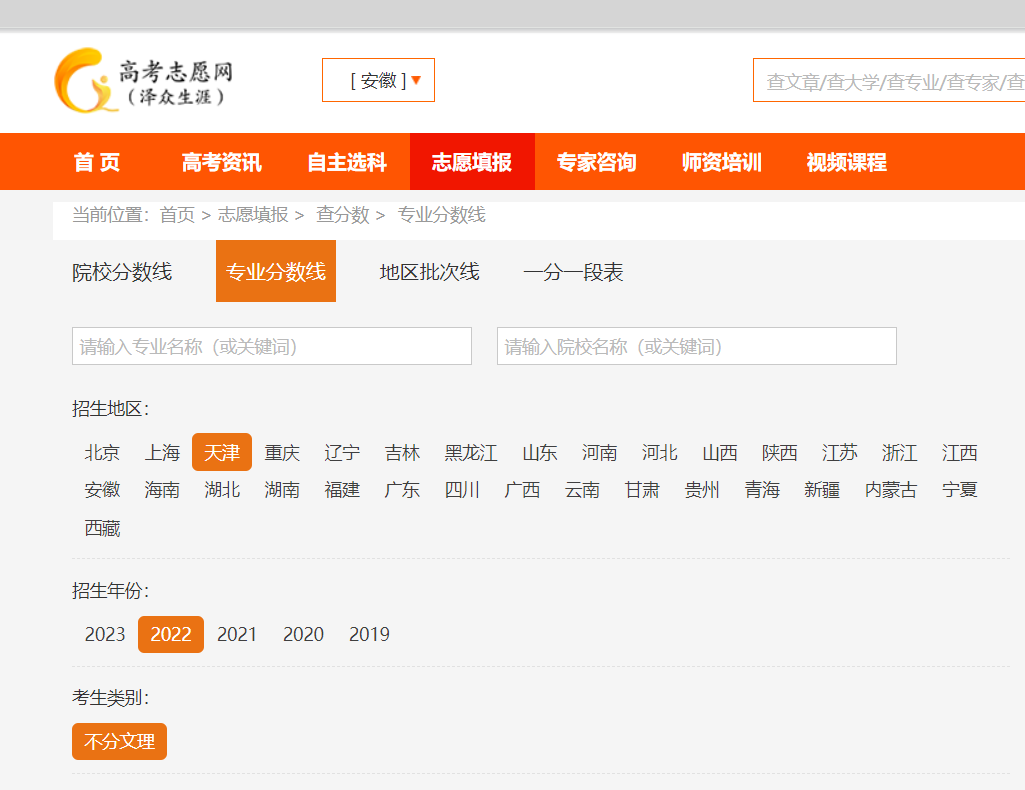 高考志愿网
（泽众生涯）
[ 安徽 ]
查文章/查大学/查专业/查专家/查
首 页 高考资讯 自主选科 志愿填报 专家咨询 师资培训 视频课程
当前位置：首页 > 志愿填报 > 查分数 > 专业分数线
院校分数线 专业分数线 地区批次线 一分一段表
请输入专业名称（或关键词） 请输入院校名称（或关键词）
招生地区：
北京 上海 天津 重庆 辽宁 吉林 黑龙江 山东 河南 河北 山西 陕西 江苏 浙江 江西
安徽 海南 湖北 湖南 福建 广东 四川 广西 云南 甘肃 贵州 青海 新疆 内蒙古 宁夏
西藏
招生年份：
2023 2022 2021 2020 2019
考生类别：
不分文理